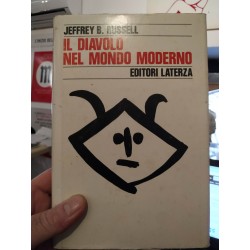 JEFFREY B. RUSSELL
IL DIAVOLO
NEL MONDO MODERNO
EDITORI LATERZA